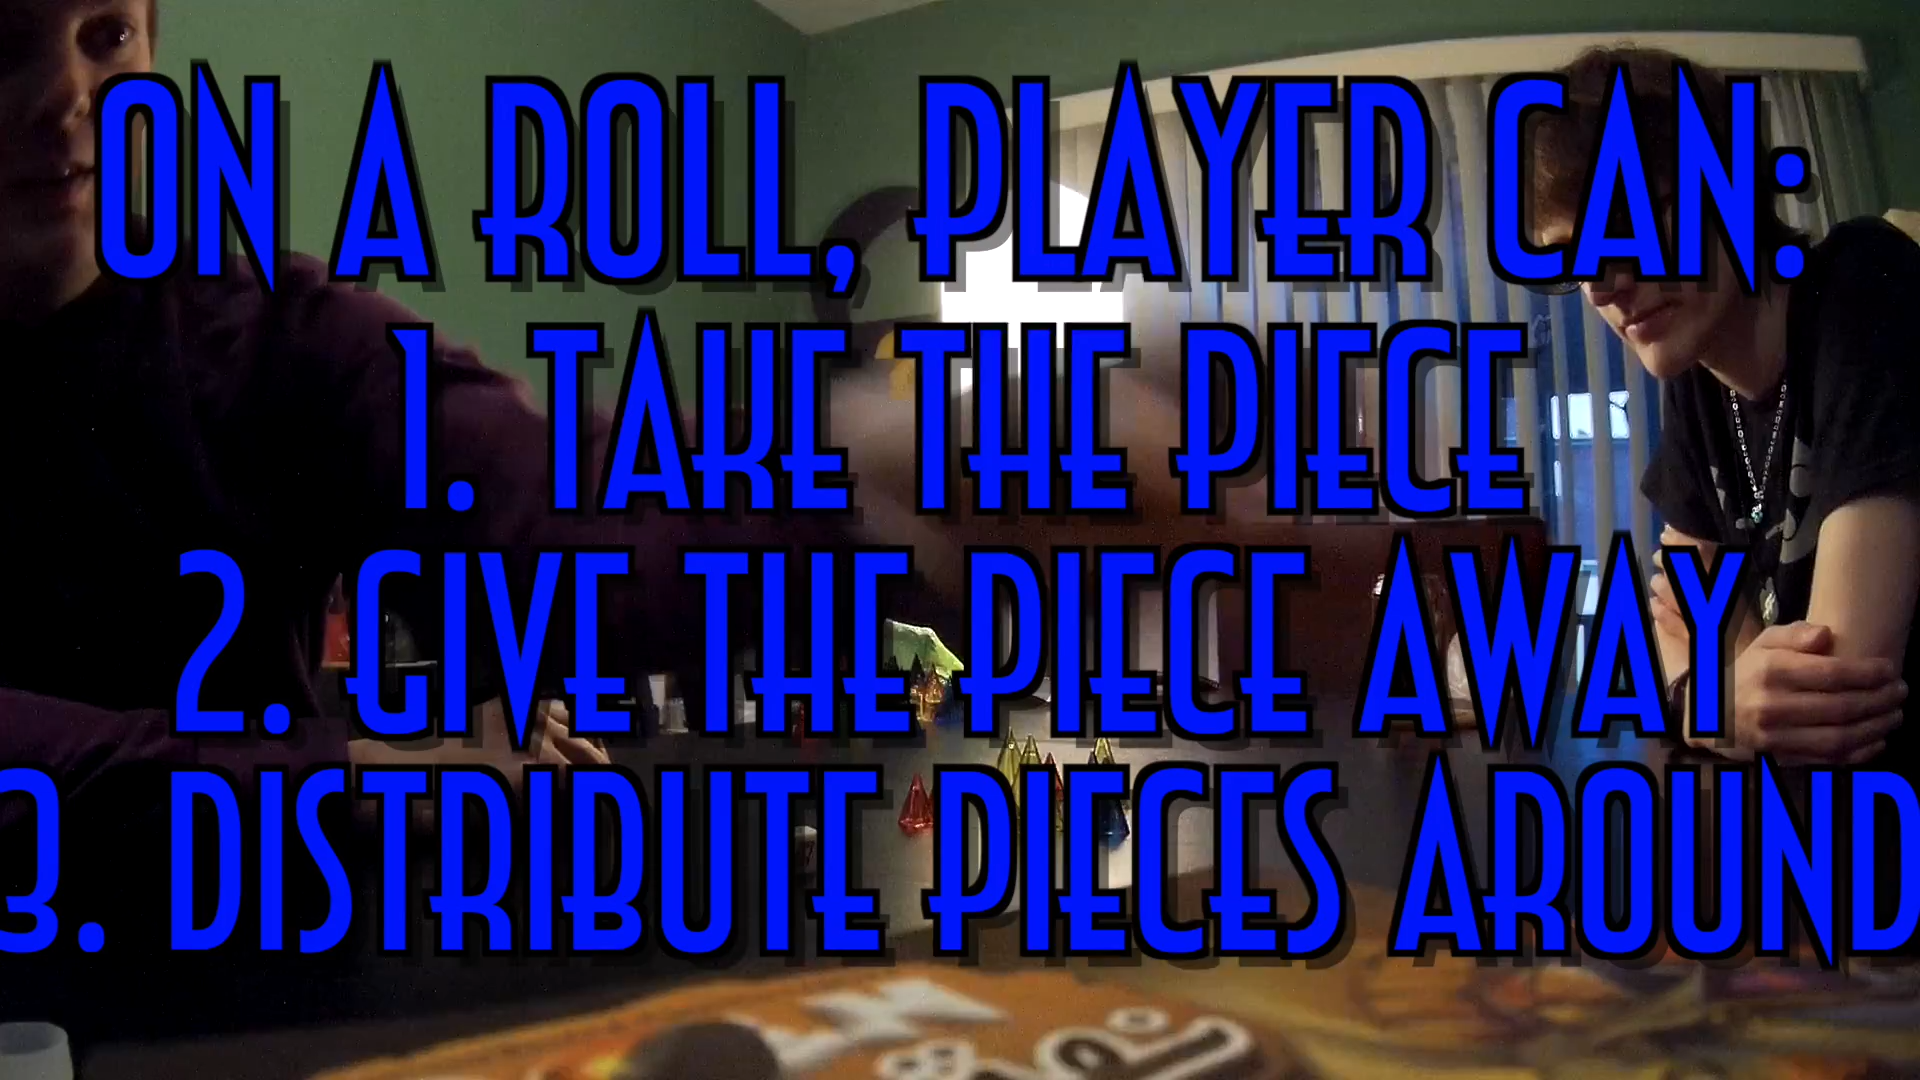 ON A ROLL, PLAYER CAN:
1. TAKE THE PIECE
2. GIVE THE PIECE AWAY
3. DISTRIBUTE PIECES AROUND